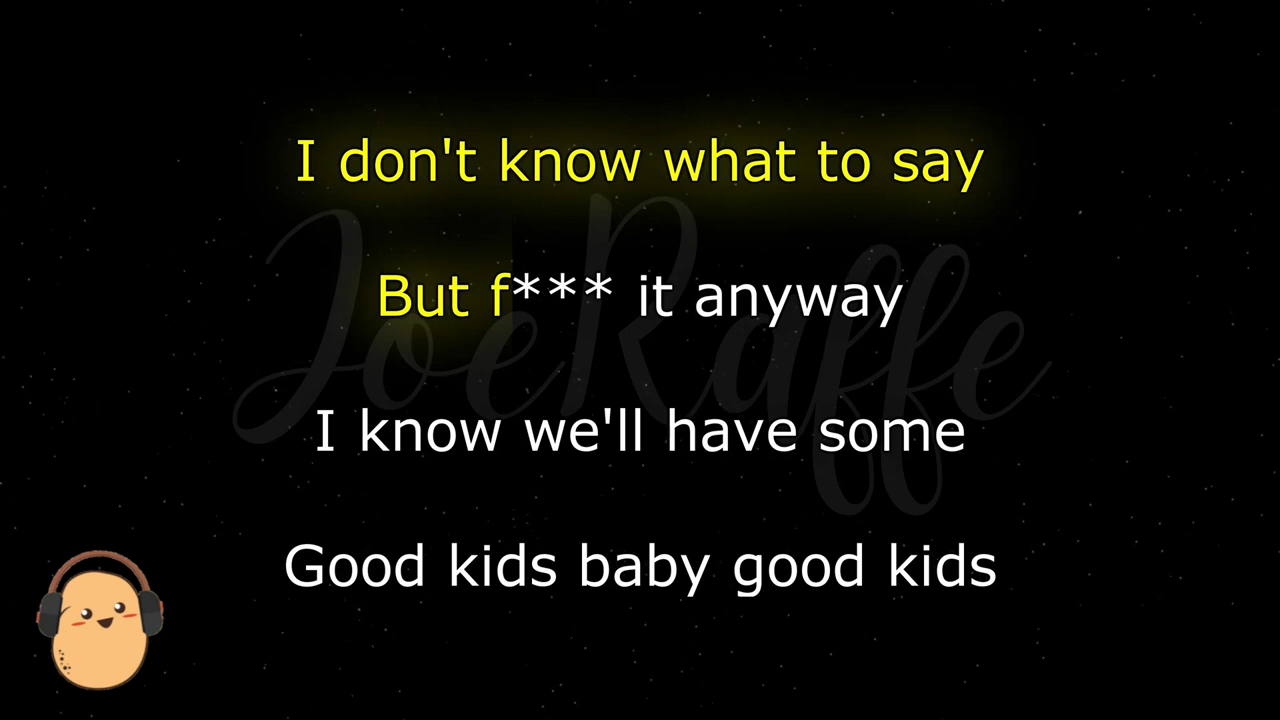 I don't know what to say
But f*** it anyway
JoeRaffe
I know we'll have some
Good kids baby good kids